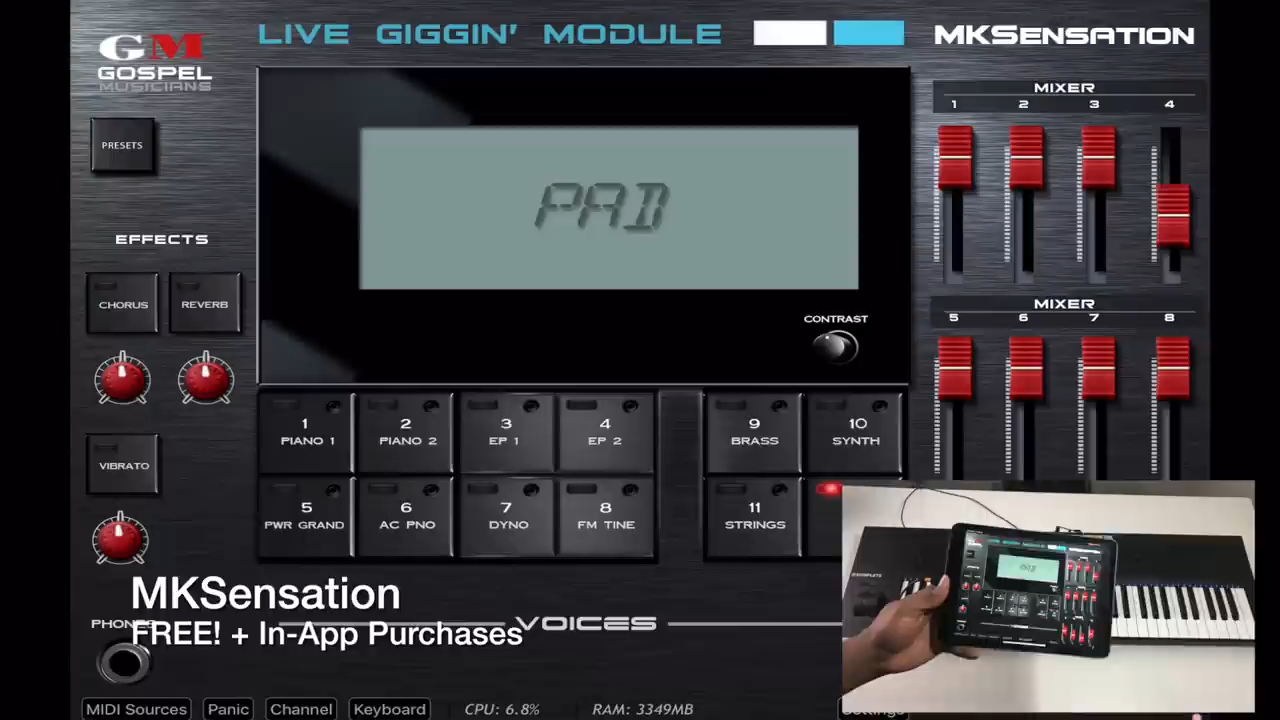 GM
GOSPEL
MUSICIANS
LIVE GIGGIN' MODULE
MKSENSATION
PRESETS
MIXER
1 2 3 4
PAD
EFFECTS
CHORUS REVERB
MIXER
5 6 7 8
CONTRAST
1 2 3 4 9 10
PIANO 1 PIANO 2 EP 1 EP 2 BRASS SYNTH
VIBRATO
5 6 7 8 11
PWR GRAND AC PNO DYNO FM TINE STRINGS
MKSensation
PHONES
VOICES
FREE! + In-App Purchases
MIDI Sources Panic Channel Keyboard CPU: 6.8% RAM: 3349MB Settings